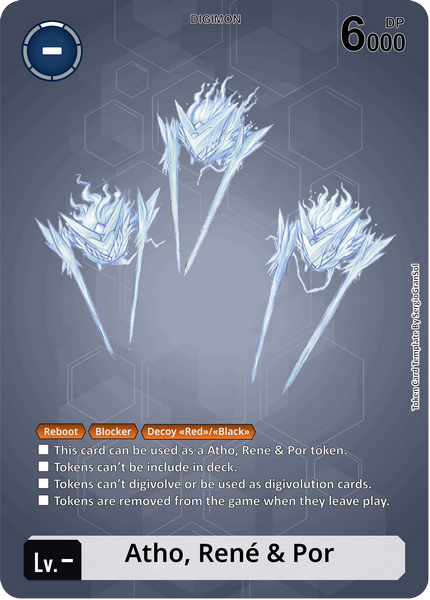 DIGIMON
-
DP
6000
Token Card Template By SergioGranSol
Reboot Blocker Decoy «Red»/«Black»
This card can be used as a Atho, René & Por token.
Tokens can't be include in deck.
Tokens can't digivolve or be used as digivolution cards.
Tokens are removed from the game when they leave play.
Lv.-
Atho, René & Por